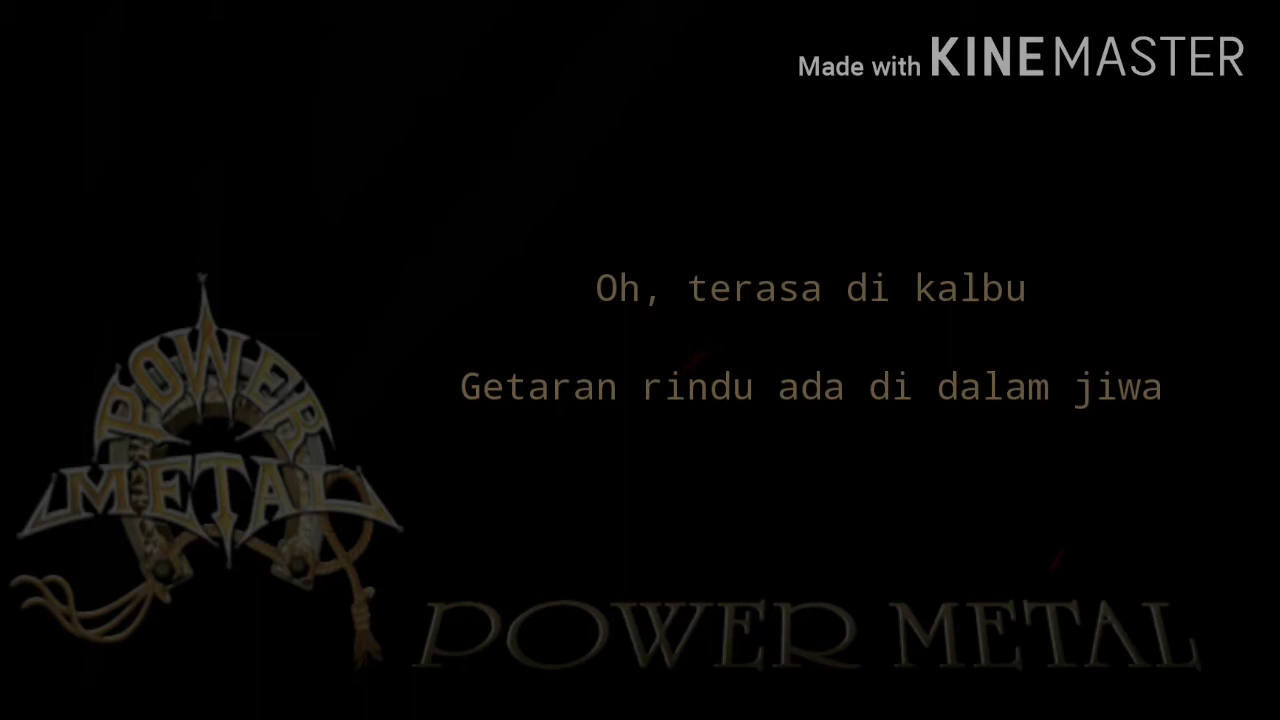 Made with KINEMASTER
Oh, terasa di kalbu
Getaran rindu ada di dalam jiwa
POWER
METAL
POWER METAL